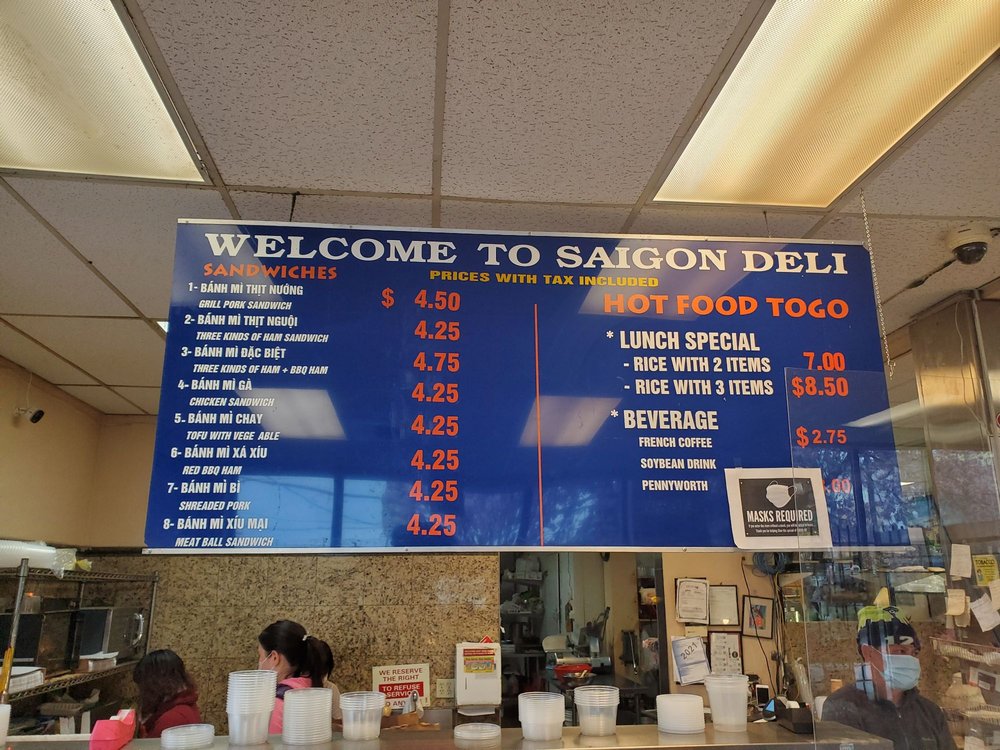 WELCOME TO SAIGON DELI
PRICES WITH TAX INCLUDED
SANDWICHES
1- BÁNH MÌ THỊT NƯỚNG $ 4.50
GRILL PORK SANDWICH
2- BÁNH MÌ THỊT NGUỘI 4.25
THREE KINDS OF HAM SANDWICH
3- BÁNH MÌ ĐẶC BIỆT 4.75
THREE KINDS OF HAM + BBQ HAM
4- BÁNH MÌ GÀ 4.25
CHICKEN SANDWICH
5- BÁNH MÌ CHAY 4.25
TOFU WITH VEGE ABLE
6- BÁNH MÌ XÁ XÍU 4.25
RED BBQ HAM
7- BÁNH MÌ BÌ 4.25
SHREADED PORK
8- BÁNH MÌ XÍU MẠI 4.25
MEAT BALL SANDWICH
HOT FOOD TOGO
* LUNCH SPECIAL
- RICE WITH 2 ITEMS 7.00
- RICE WITH 3 ITEMS $8.50
* BEVERAGE
FRENCH COFFEE $2.75
SOYBEAN DRINK
PENNYWORTH
MASKS REQUIRED
WE RESERVE
THE RIGHT
TO REFUSE
SERVICE
TO ANY
2021
TOBACCO
12